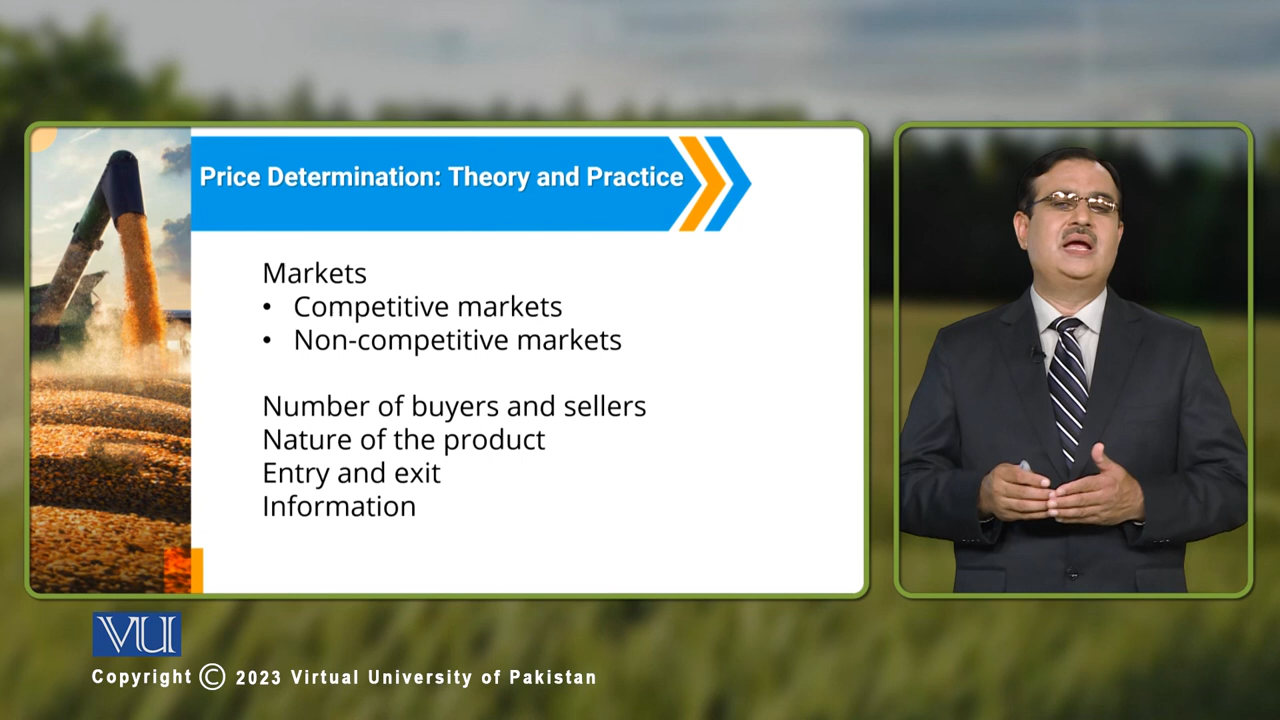 Price Determination: Theory and Practice
Markets
• Competitive markets
• Non-competitive markets
Number of buyers and sellers
Nature of the product
Entry and exit
Information
VU
Copyright © 2023 Virtual University of Pakistan